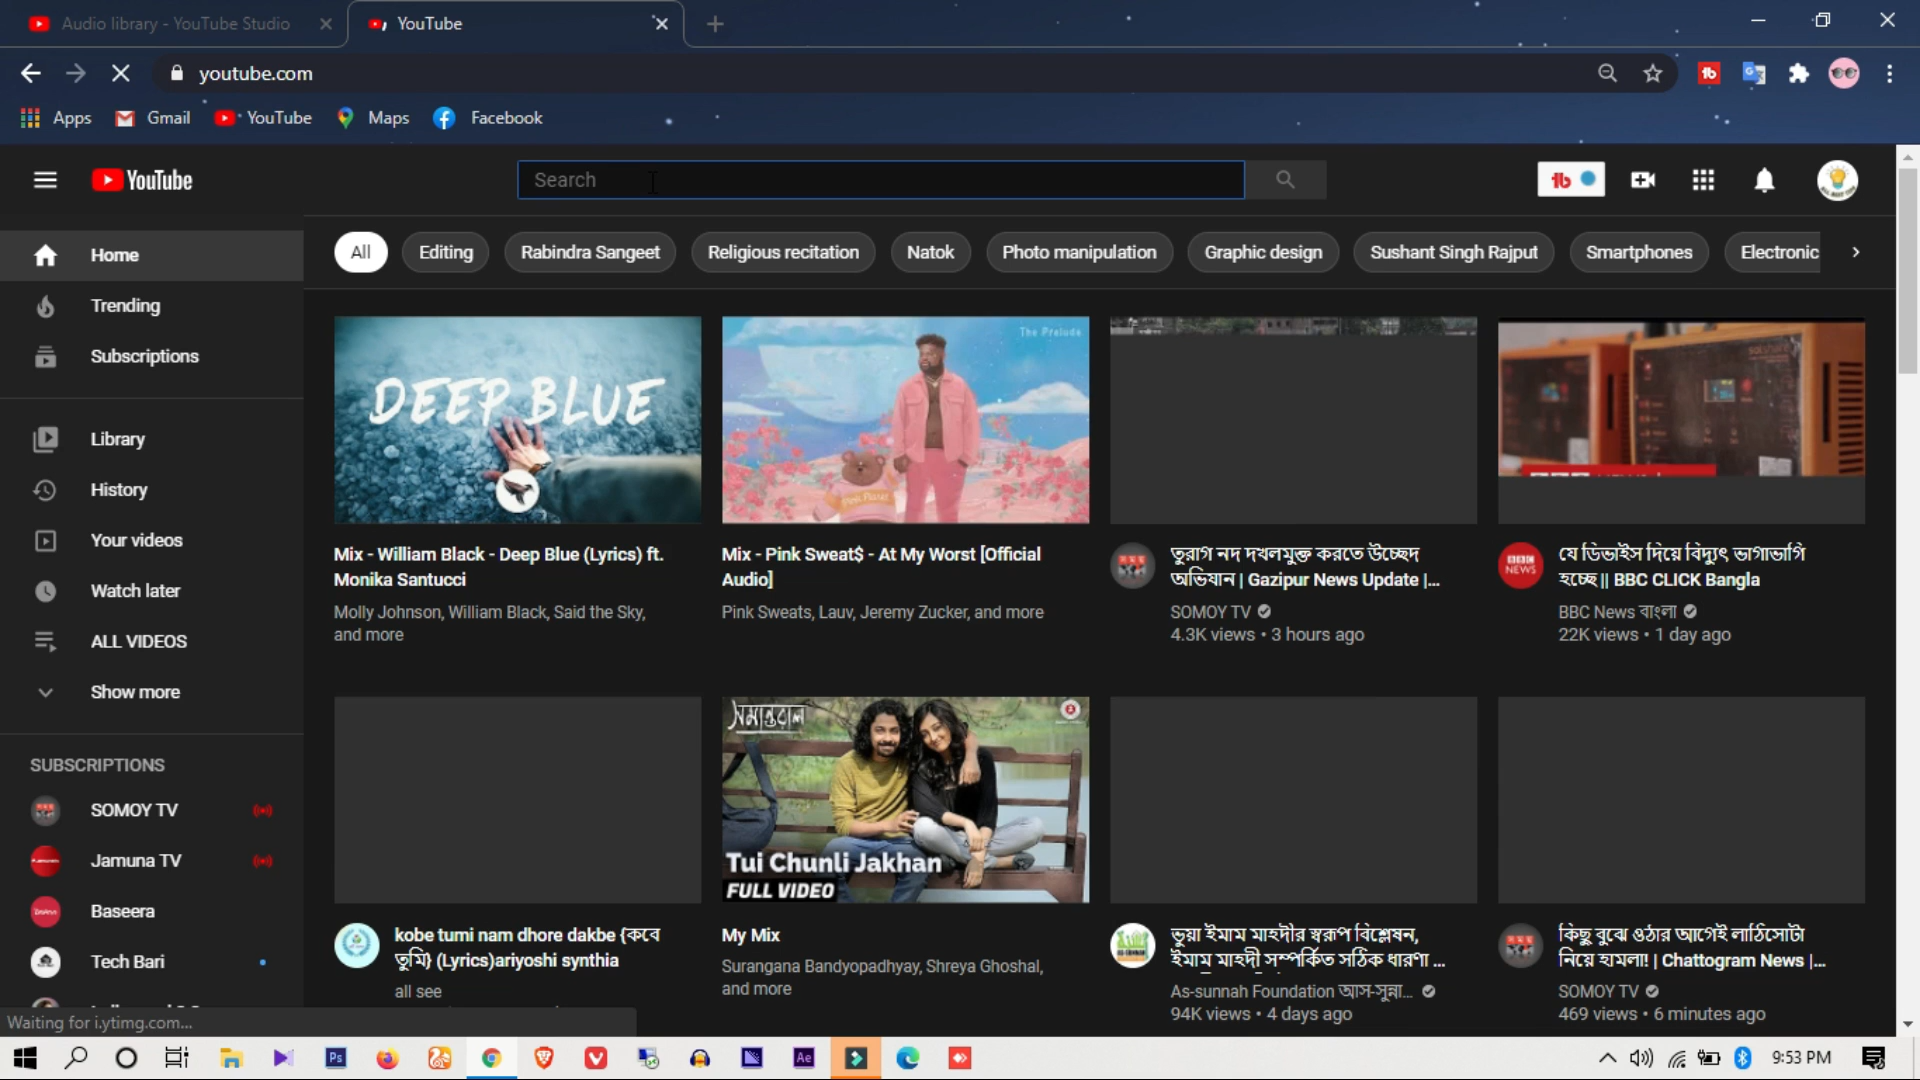 Audio library - YouTube Studio
YouTube
youtube.com
Apps
Gmail
YouTube
Maps
Facebook
YouTube
Search
Home
Trending
Subscriptions
Library
History
Your videos
Watch later
ALL VIDEOS
Show more
SUBSCRIPTIONS
SOMOY TV
Jamuna TV
Baseera
Tech Bari
All
Editing
Rabindra Sangeet
Religious recitation
Natok
Photo manipulation
Graphic design
Sushant Singh Rajput
Smartphones
Electronic
DEEP BLUE
Mix - William Black - Deep Blue (Lyrics) ft.
Monika Santucci
Molly Johnson, William Black, Said the Sky,
and more
The Prelude
Pink Planet
Mix - Pink Sweat$ - At My Worst [Official
Audio]
Pink Sweats, Lauv, Jeremy Zucker, and more
তুরাগ নদ দখলমুক্ত করতে উচ্ছেদ
অভিযান | Gazipur News Update |...
SOMOY TV
4.3K views • 3 hours ago
BBC
NEWS
যে ডিভাইস দিয়ে বিদ্যুৎ ভাগাভাগি
হচ্ছে || BBC CLICK Bangla
BBC News বাংলা
22K views • 1 day ago
kobe tumi nam dhore dakbe {কবে
তুমি} (Lyrics)ariyoshi synthia
all see
সমান্তরাল
Tui Chunli Jakhan
FULL VIDEO
My Mix
Surangana Bandyopadhyay, Shreya Ghoshal,
and more
ভুয়া ইমাম মাহদীর স্বরূপ বিশ্লেষন,
ইমাম মাহদী সম্পর্কিত সঠিক ধারণা ...
As-sunnah Foundation আস-সুন্না...
94K views • 4 days ago
কিছু বুঝে ওঠার আগেই লাঠিসোটা
নিয়ে হামলা! | Chattogram News |...
SOMOY TV
469 views • 6 minutes ago
Waiting for i.ytimg.com...
Ps
Ae
9:53 PM